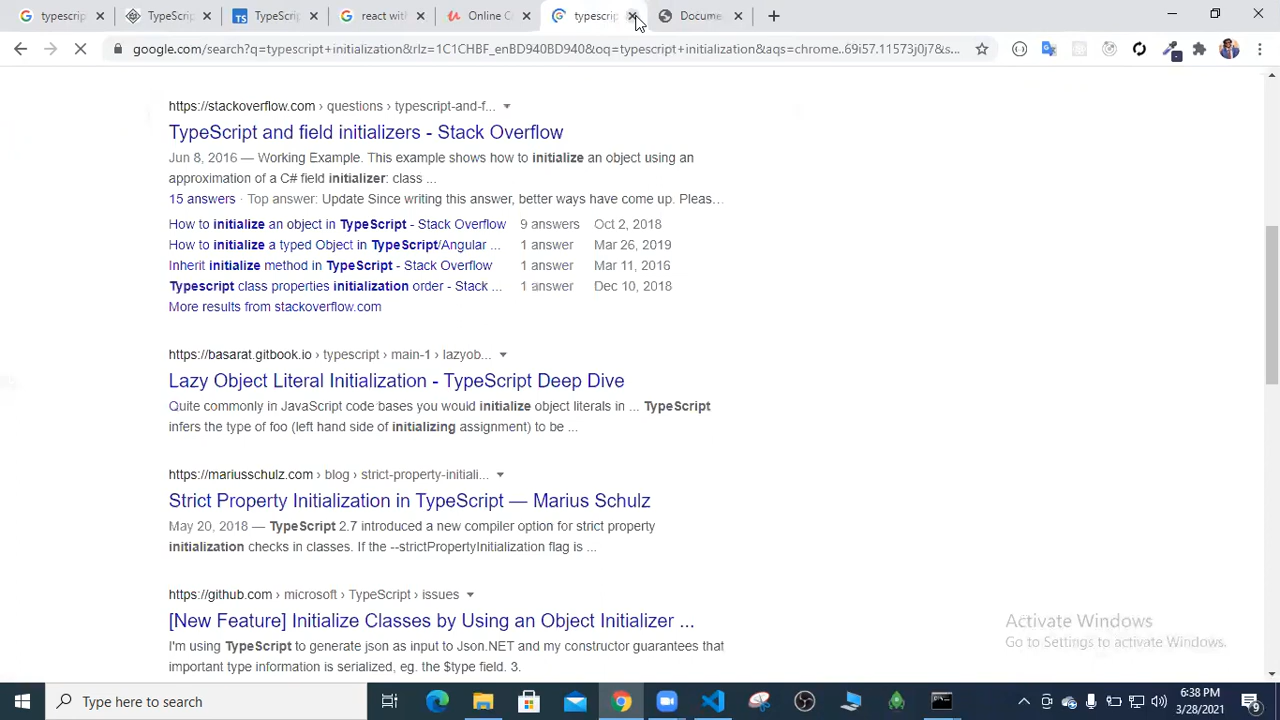 typescrip
TypeScri
TypeScri
react with
Online C
typescrip
Docume
google.com/search?q=typescript+initialization&rlz=1C1CHBF_enBD940BD940&oq=typescript+initialization&aqs=chrome..69i57.11573j0j7&s...
https://stackoverflow.com › questions › typescript-and-f...
TypeScript and field initializers - Stack Overflow
Jun 8, 2016 — Working Example. This example shows how to initialize an object using an
approximation of a C# field initializer: class ...
15 answers · Top answer: Update Since writing this answer, better ways have come up. Pleas...
How to initialize an object in TypeScript - Stack Overflow 9 answers Oct 2, 2018
How to initialize a typed Object in TypeScript/Angular ... 1 answer Mar 26, 2019
Inherit initialize method in TypeScript - Stack Overflow 1 answer Mar 11, 2016
Typescript class properties initialization order - Stack ... 1 answer Dec 10, 2018
More results from stackoverflow.com
https://basarat.gitbook.io › typescript › main-1 › lazyob...
Lazy Object Literal Initialization - TypeScript Deep Dive
Quite commonly in JavaScript code bases you would initialize object literals in ... TypeScript
infers the type of foo (left hand side of initializing assignment) to be ...
https://mariusschulz.com › blog › strict-property-initiali...
Strict Property Initialization in TypeScript — Marius Schulz
May 20, 2018 — TypeScript 2.7 introduced a new compiler option for strict property
initialization checks in classes. If the --strictPropertyInitialization flag is ...
https://github.com › microsoft › TypeScript › issues
[New Feature] Initialize Classes by Using an Object Initializer ...
I'm using TypeScript to generate json as input to Json.NET and my constructor guarantees that
important type information is serialized, eg. the $type field. 3.
Activate Windows
Go to Settings to activate Windows.
Type here to search
6:38 PM
3/28/2021
9